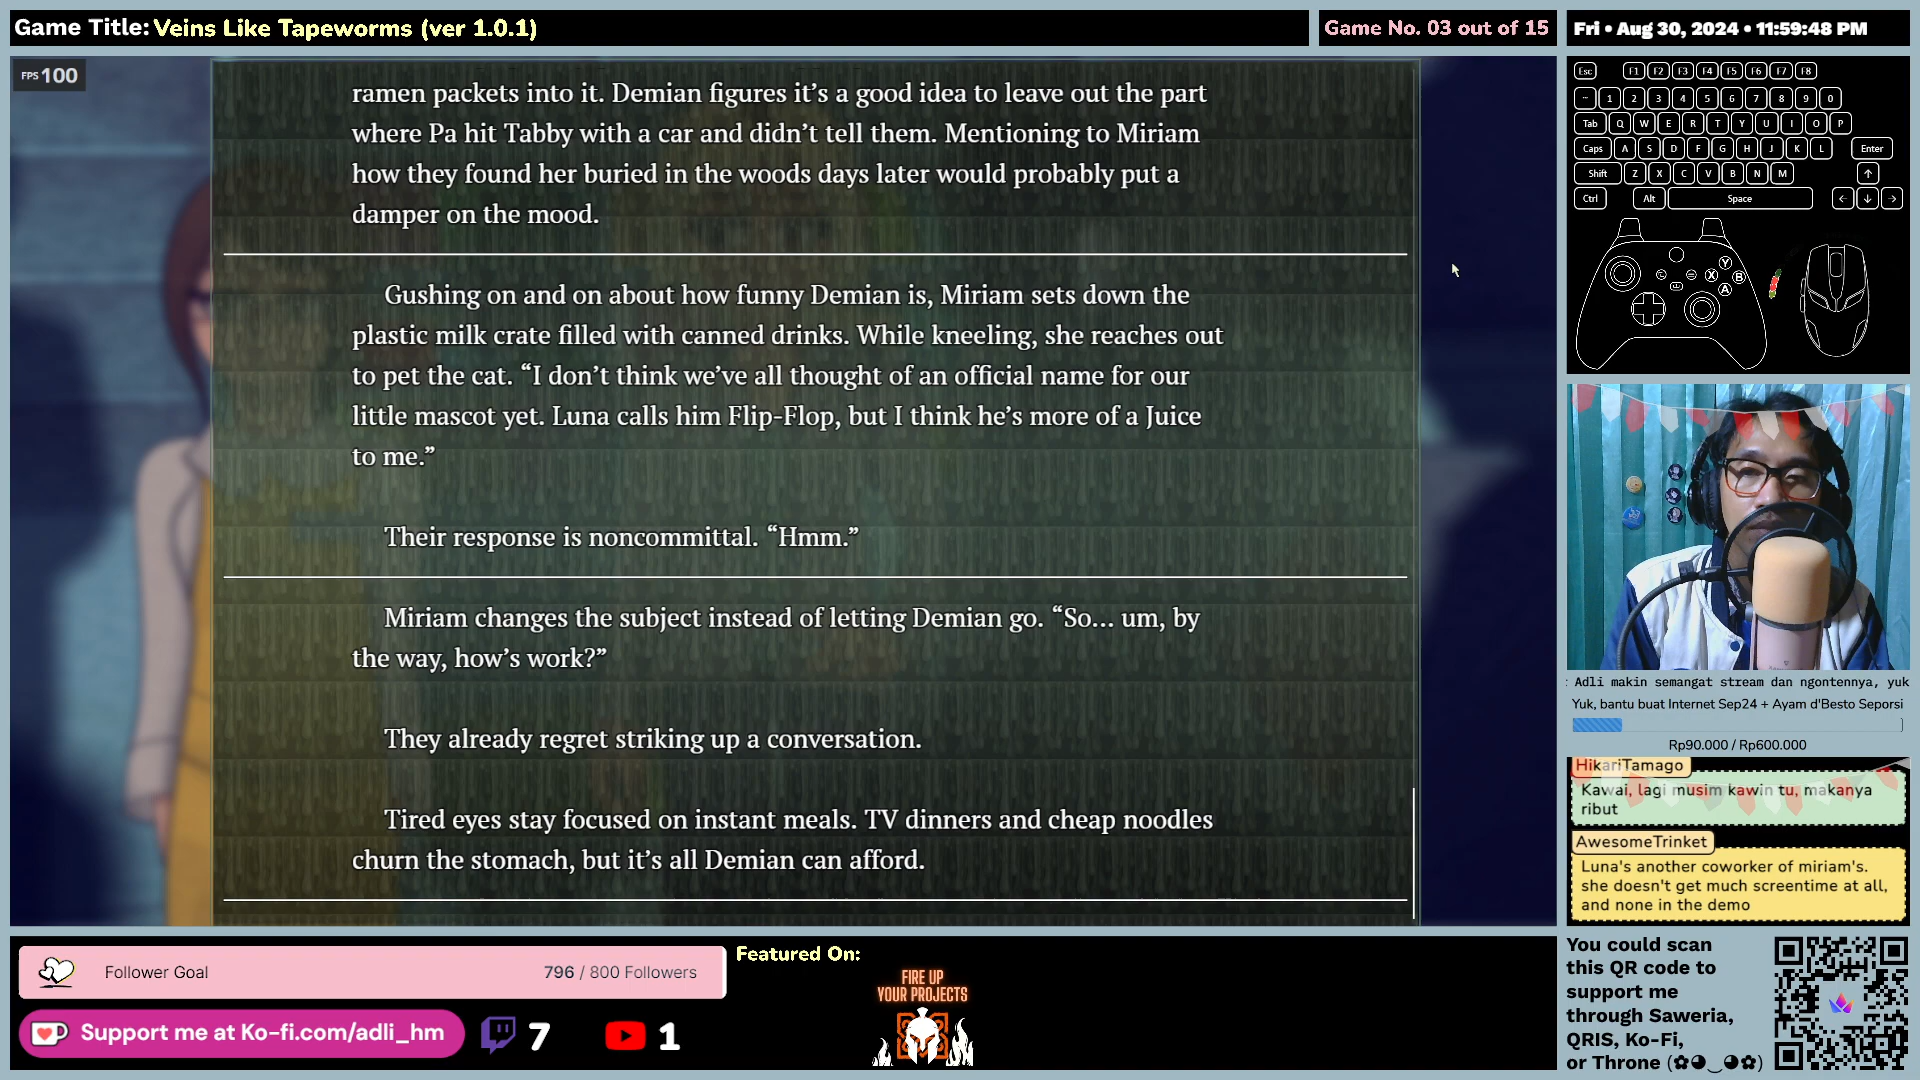 Game Title: Veins Like Tapeworms (ver 1.0.1)
Game No. 03 out of 15
Fri • Aug 30, 2024 • 11:59:48 PM
FPS 100
ramen packets into it. Demian figures it’s a good idea to leave out the part
where Pa hit Tabby with a car and didn’t tell them. Mentioning to Miriam
how they found her buried in the woods days later would probably put a
damper on the mood.
Gushing on and on about how funny Demian is, Miriam sets down the
plastic milk crate filled with canned drinks. While kneeling, she reaches out
to pet the cat. “I don’t think we’ve all thought of an official name for our
little mascot yet. Luna calls him Flip-Flop, but I think he’s more of a Juice
to me.”
Their response is noncommittal. “Hmm.”
Miriam changes the subject instead of letting Demian go. “So... um, by
the way, how’s work?”
They already regret striking up a conversation.
Tired eyes stay focused on instant meals. TV dinners and cheap noodles
churn the stomach, but it’s all Demian can afford.
Esc F1 F2 F3 F4 F5 F6 F7 F8
~ 1 2 3 4 5 6 7 8 9 0
Tab Q W E R T Y U I O P
Caps A S D F G H J K L Enter
Shift Z X C V B N M ↑
Ctrl Alt Space ← ↓ →
Y
X B
A
: Adli makin semangat stream dan ngontennya, yuk
Yuk, bantu buat Internet Sep24 + Ayam d'Besto Seporsi
Rp90.000 / Rp600.000
HikariTamago
Kawai, lagi musim kawin tu, makanya
ribut
AwesomeTrinket
Luna's another coworker of miriam's.
she doesn't get much screentime at all,
and none in the demo
Follower Goal 796 / 800 Followers
Support me at Ko-fi.com/adli_hm
7
1
Featured On:
FIRE UP
YOUR PROJECTS
You could scan
this QR code to
support me
through Saweria,
QRIS, Ko-Fi,
or Throne (✿◕‿◕✿)